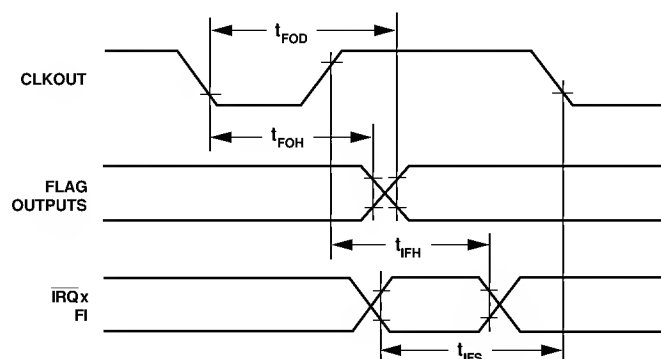 tFOD
CLKOUT
tFOH
FLAG
OUTPUTS
tIFH
IRQx
FI
tIFS